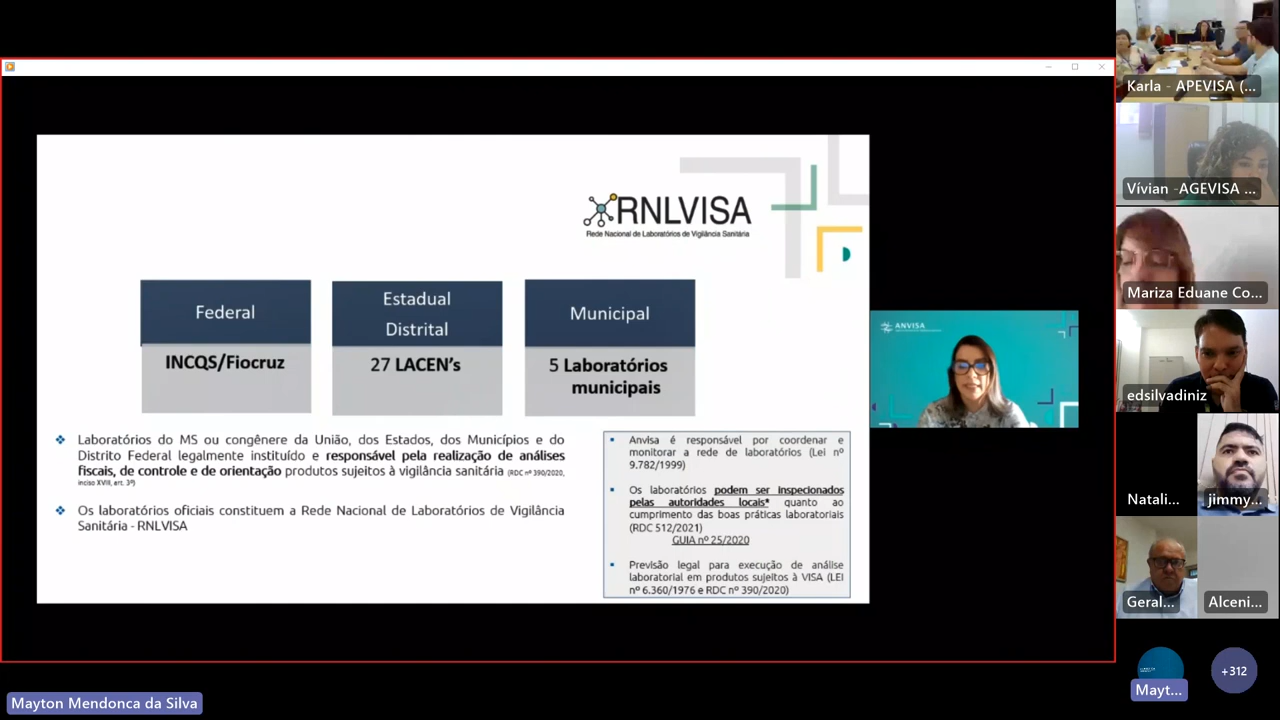 RNLVISA
Rede Nacional de Laboratórios de Vigilância Sanitária
Federal
INCQS/Fiocruz
Estadual
Distrital
27 LACEN's
Municipal
5 Laboratórios
municipais
Laboratórios do MS ou congênere da União, dos Estados, dos Municípios e do
Distrito Federal legalmente instituído e responsável pela realização de análises
fiscais, de controle e de orientação produtos sujeitos à vigilância sanitária (RDC nº 390/2020,
inciso XVIII, art. 3º)
Os laboratórios oficiais constituem a Rede Nacional de Laboratórios de Vigilância
Sanitária - RNLVISA
Anvisa é responsável por coordenar e
monitorar a rede de laboratórios (Lei nº
9.782/1999)
Os laboratórios podem ser inspecionados
pelas autoridades locais* quanto ao
cumprimento das boas práticas laboratoriais
(RDC 512/2021)
GUIA nº 25/2020
Previsão legal para execução de análise
laboratorial em produtos sujeitos à VISA (LEI
nº 6.360/1976 e RDC nº 390/2020)
ANVISA
Karla - APEVISA (...
Vívian -AGEVISA ...
Mariza Eduane Co...
edsilvadiniz
Natali...
jimmy...
Geral...
Alceni...
Mayt...
+312
Mayton Mendonca da Silva